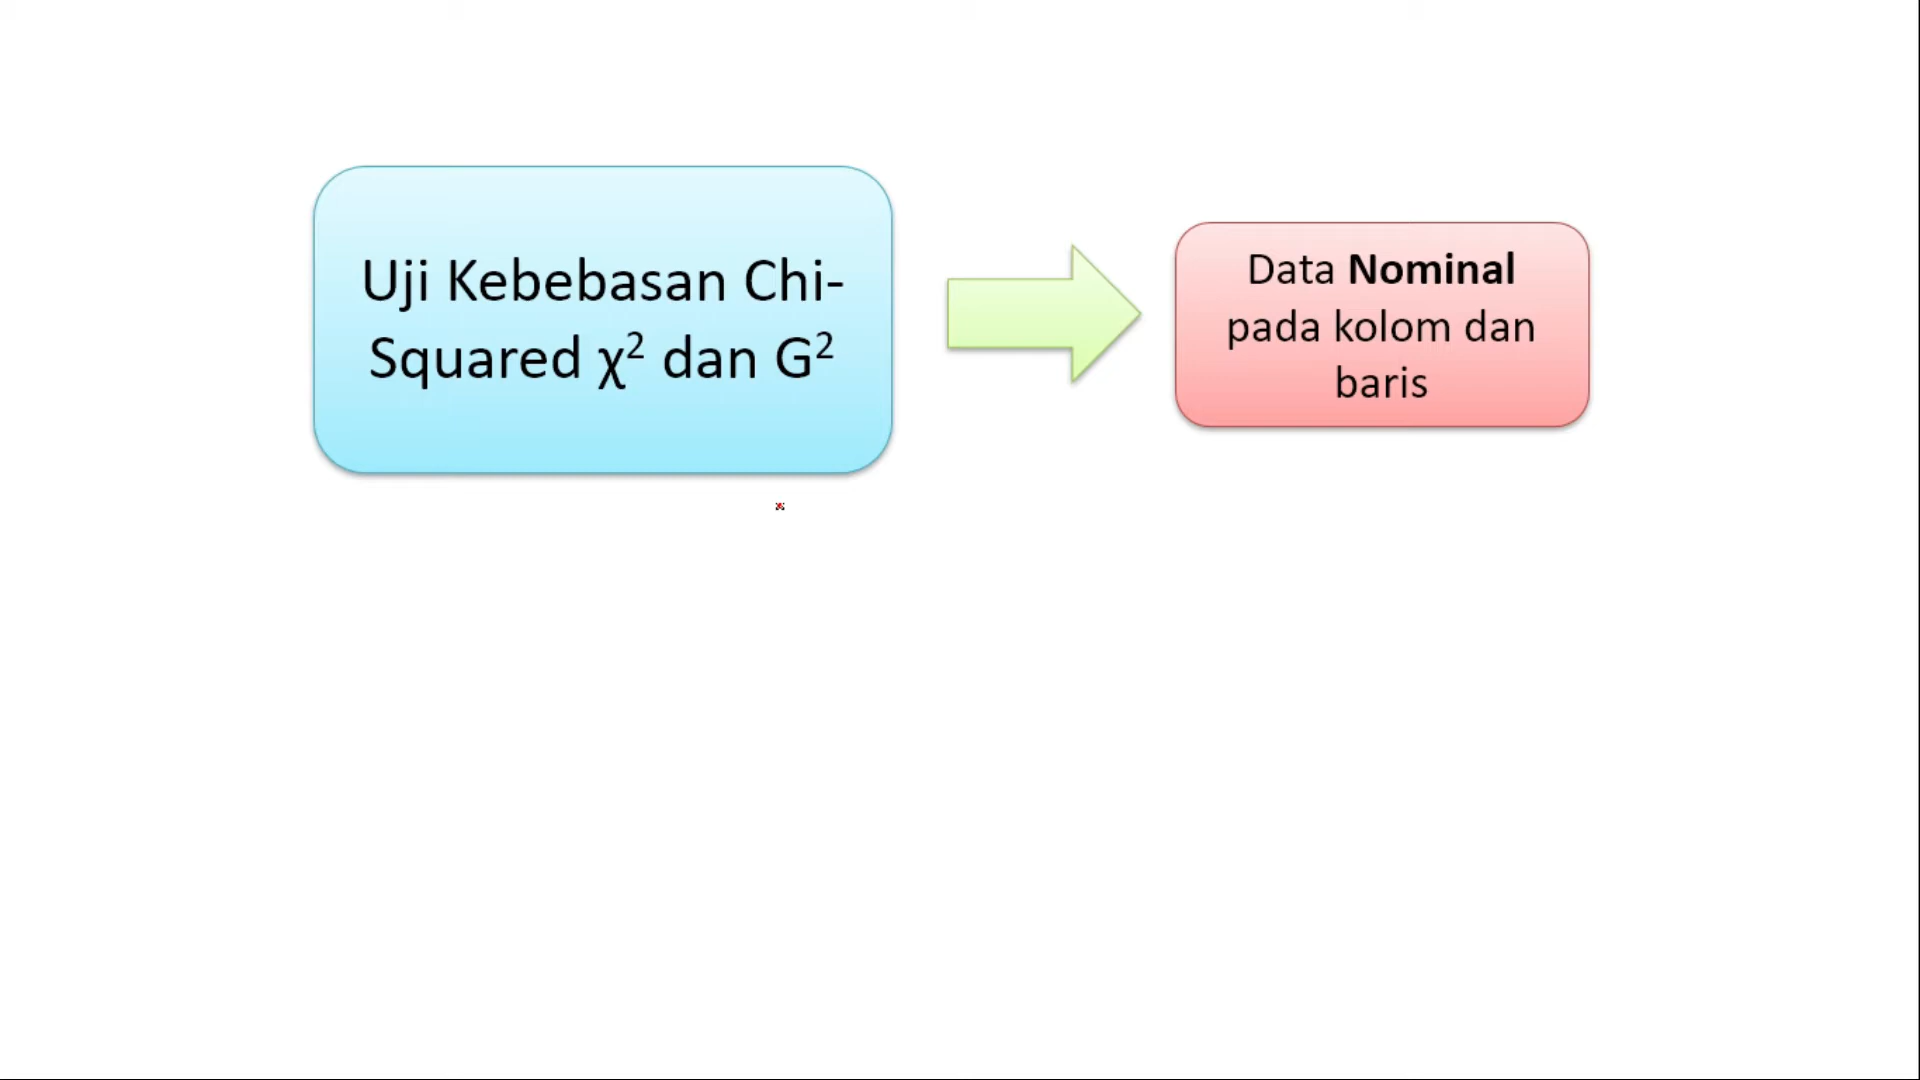 Uji Kebebasan Chi-
Squared χ² dan G²
Data Nominal
pada kolom dan
baris